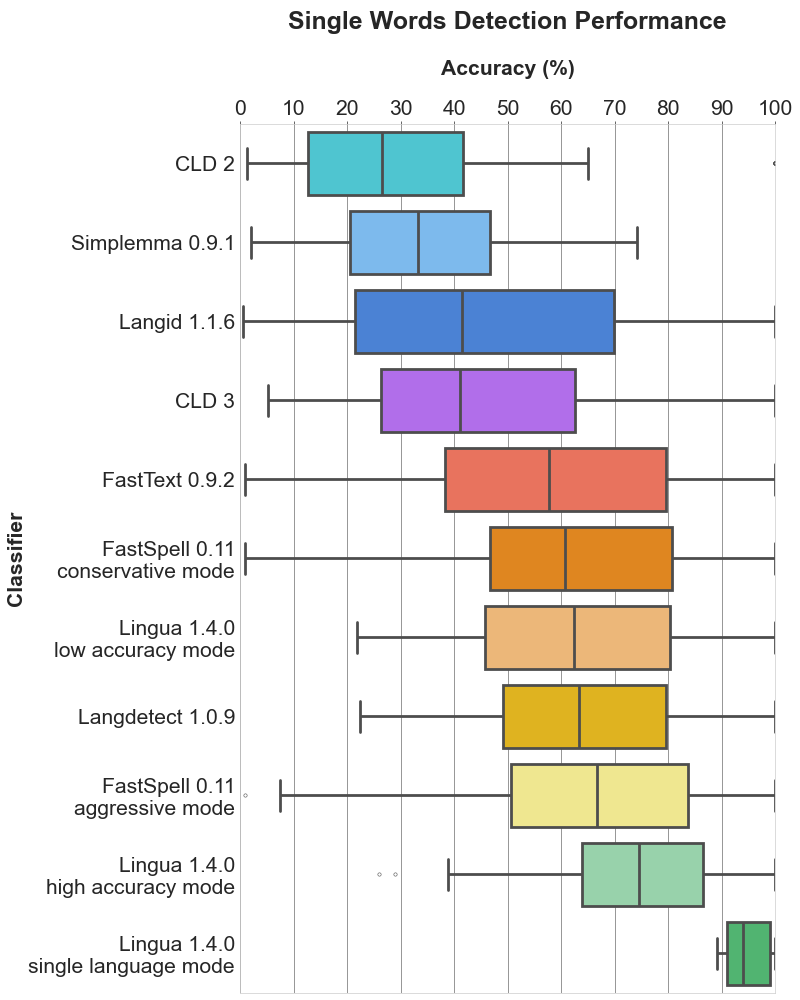 Single Words Detection Performance
Accuracy (%)
0 10 20 30 40 50 60 70 80 90 100
Classifier
CLD 2
Simplemma 0.9.1
Langid 1.1.6
CLD 3
FastText 0.9.2
FastSpell 0.11
conservative mode
Lingua 1.4.0
low accuracy mode
Langdetect 1.0.9
FastSpell 0.11
aggressive mode
Lingua 1.4.0
high accuracy mode
Lingua 1.4.0
single language mode